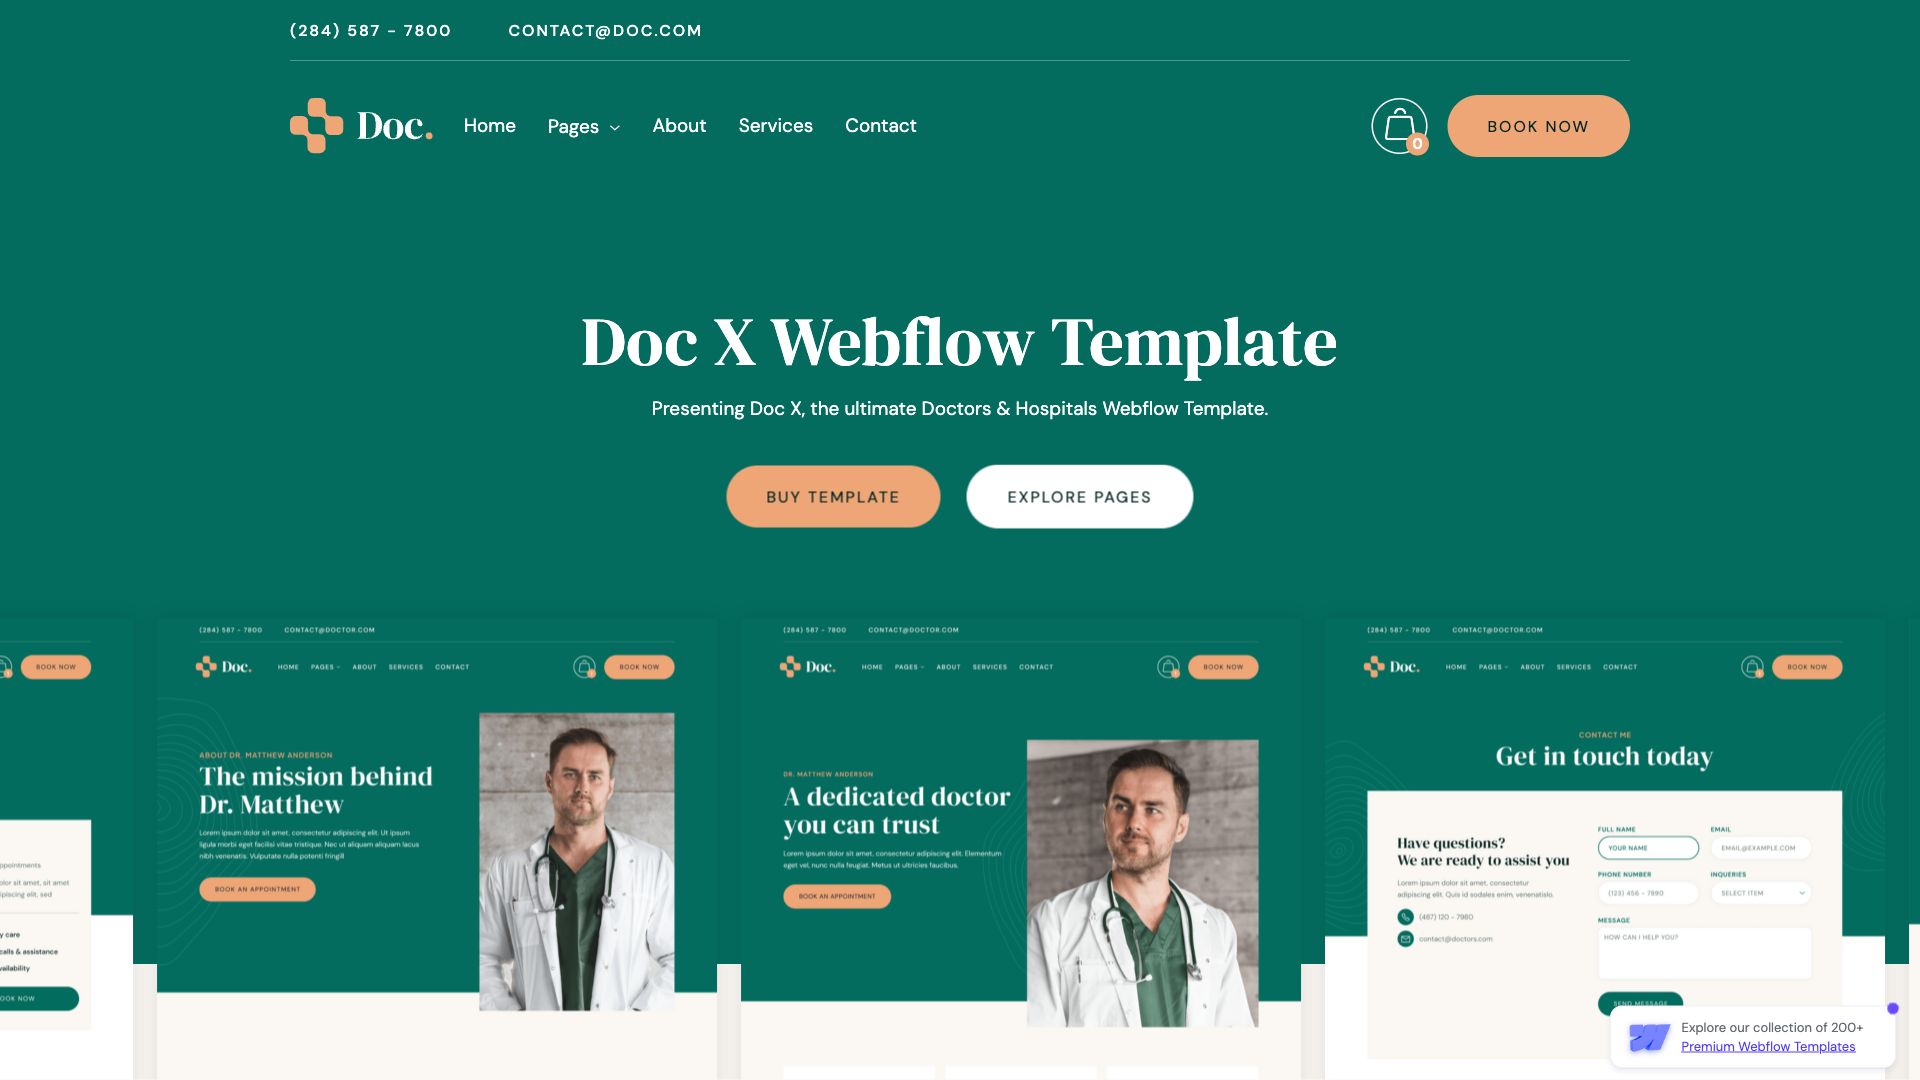 (284) 587 - 7800 CONTACT@DOC.COM
Doc. Home Pages About Services Contact 0 BOOK NOW
Doc X Webflow Template
Presenting Doc X, the ultimate Doctors & Hospitals Webflow Template.
BUY TEMPLATE EXPLORE PAGES
BOOK NOW
ppointments
olor sit amet, sit amet
ipiscing elit, sed
y care
calls & assistance
vailability
OOK NOW
(284) 587 - 7800 CONTACT@DOCTOR.COM
Doc. HOME PAGES ABOUT SERVICES CONTACT BOOK NOW
ABOUT DR. MATTHEW ANDERSON
The mission behind
Dr. Matthew
Lorem ipsum dolor sit amet, consectetur adipiscing elit. Ut ipsum
ligula morbi eget facilisi vitae tristique. Nec ut aliquam aliquam lacus
nibh venenatis. Vulputate nulla potenti fringill
BOOK AN APPOINTMENT
(284) 587 - 7800 CONTACT@DOCTOR.COM
Doc. HOME PAGES ABOUT SERVICES CONTACT BOOK NOW
DR. MATTHEW ANDERSON
A dedicated doctor
you can trust
Lorem ipsum dolor sit amet, consectetur adipiscing elit. Elementum
eget vel, nunc nulla feugiat. Metus ut ultricies faucibus.
BOOK AN APPOINTMENT
(284) 587 - 7800 CONTACT@DOCTOR.COM
Doc. HOME PAGES ABOUT SERVICES CONTACT BOOK NOW
CONTACT ME
Get in touch today
Have questions?
We are ready to assist you
Lorem ipsum dolor sit amet, consectetur
adipiscing elit. Quis id sodales enim, venenatislo.
(487) 120 - 7980
contact@doctors.com
FULL NAME EMAIL
YOUR NAME EMAIL@EXAMPLE.COM
PHONE NUMBER INQUERIES
(123) 456 - 7890 SELECT ITEM
MESSAGE
HOW CAN I HELP YOU?
SEND MESSAGE
Explore our collection of 200+
Premium Webflow Templates